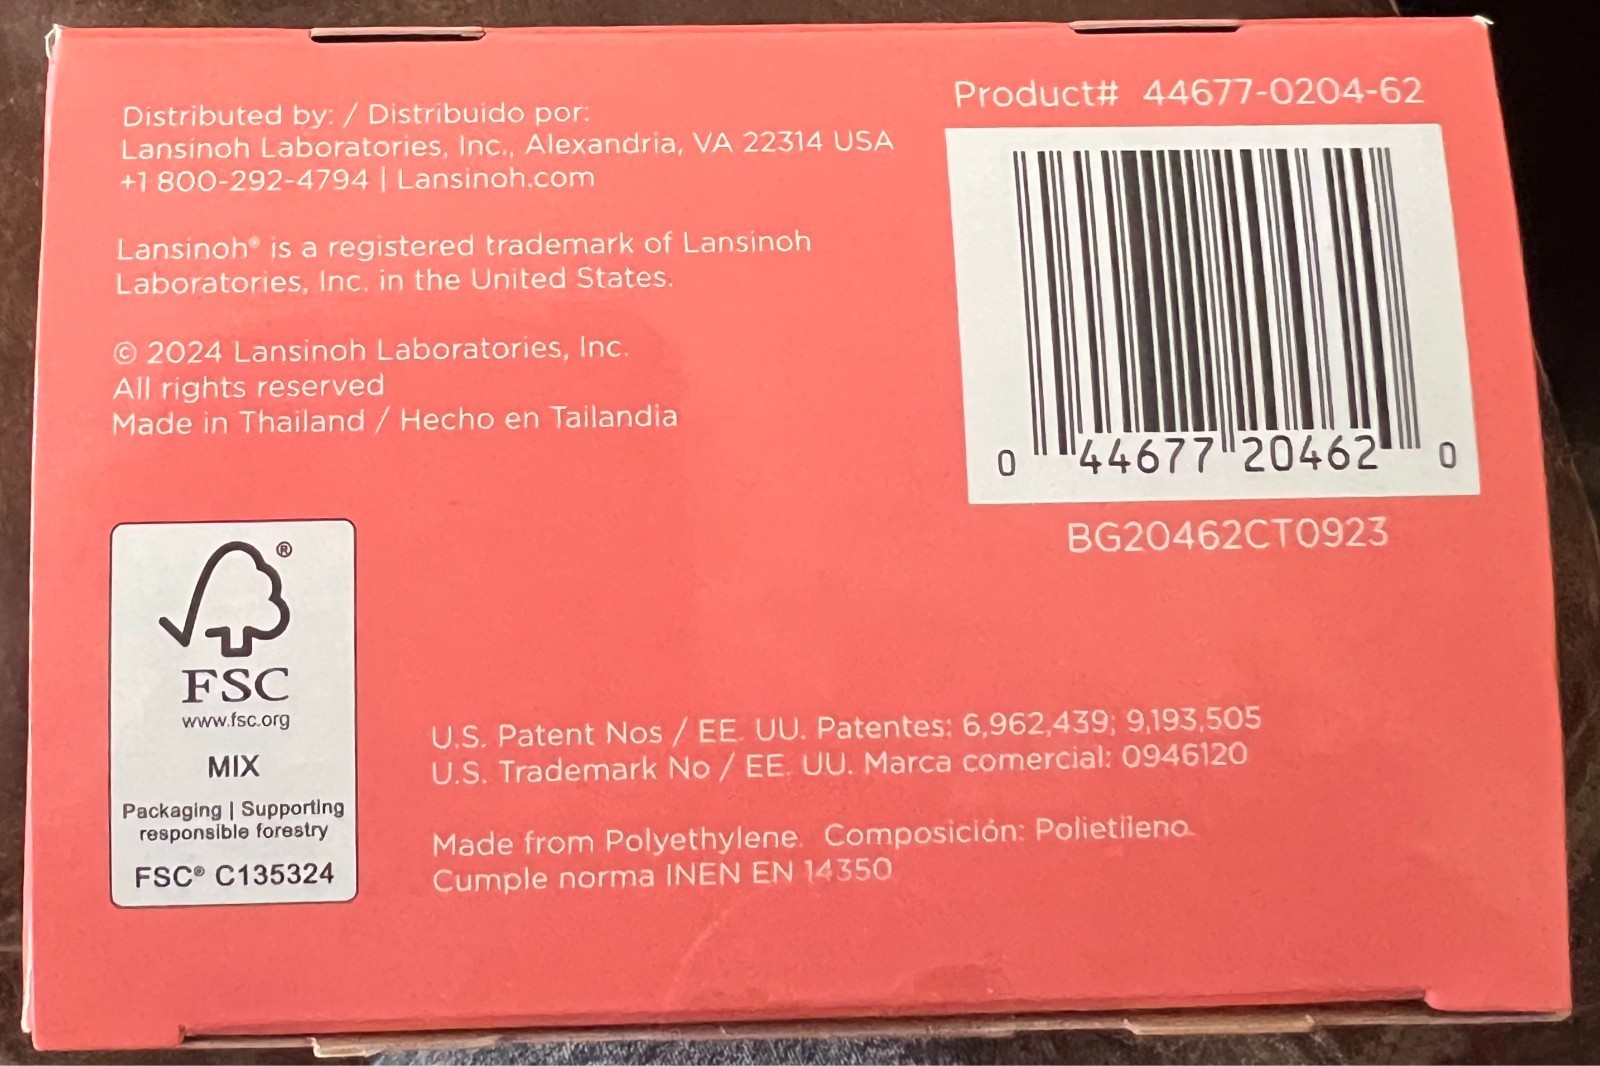 Distributed by: / Distribuido por:
Lansinoh Laboratories, Inc., Alexandria, VA 22314 USA
+1 800-292-4794 | Lansinoh.com
Lansinoh® is a registered trademark of Lansinoh
Laboratories, Inc. in the United States.
© 2024 Lansinoh Laboratories, Inc.
All rights reserved
Made in Thailand / Hecho en Tailandia
Product# 44677-0204-62
0 44677 20462 0
BG20462CT0923
®
FSC
www.fsc.org
MIX
Packaging | Supporting
responsible forestry
FSC® C135324
U.S. Patent Nos / EE. UU. Patentes: 6,962,439; 9,193,505
U.S. Trademark No / EE. UU. Marca comercial: 0946120
Made from Polyethylene. Composición: Polietileno.
Cumple norma INEN EN 14350